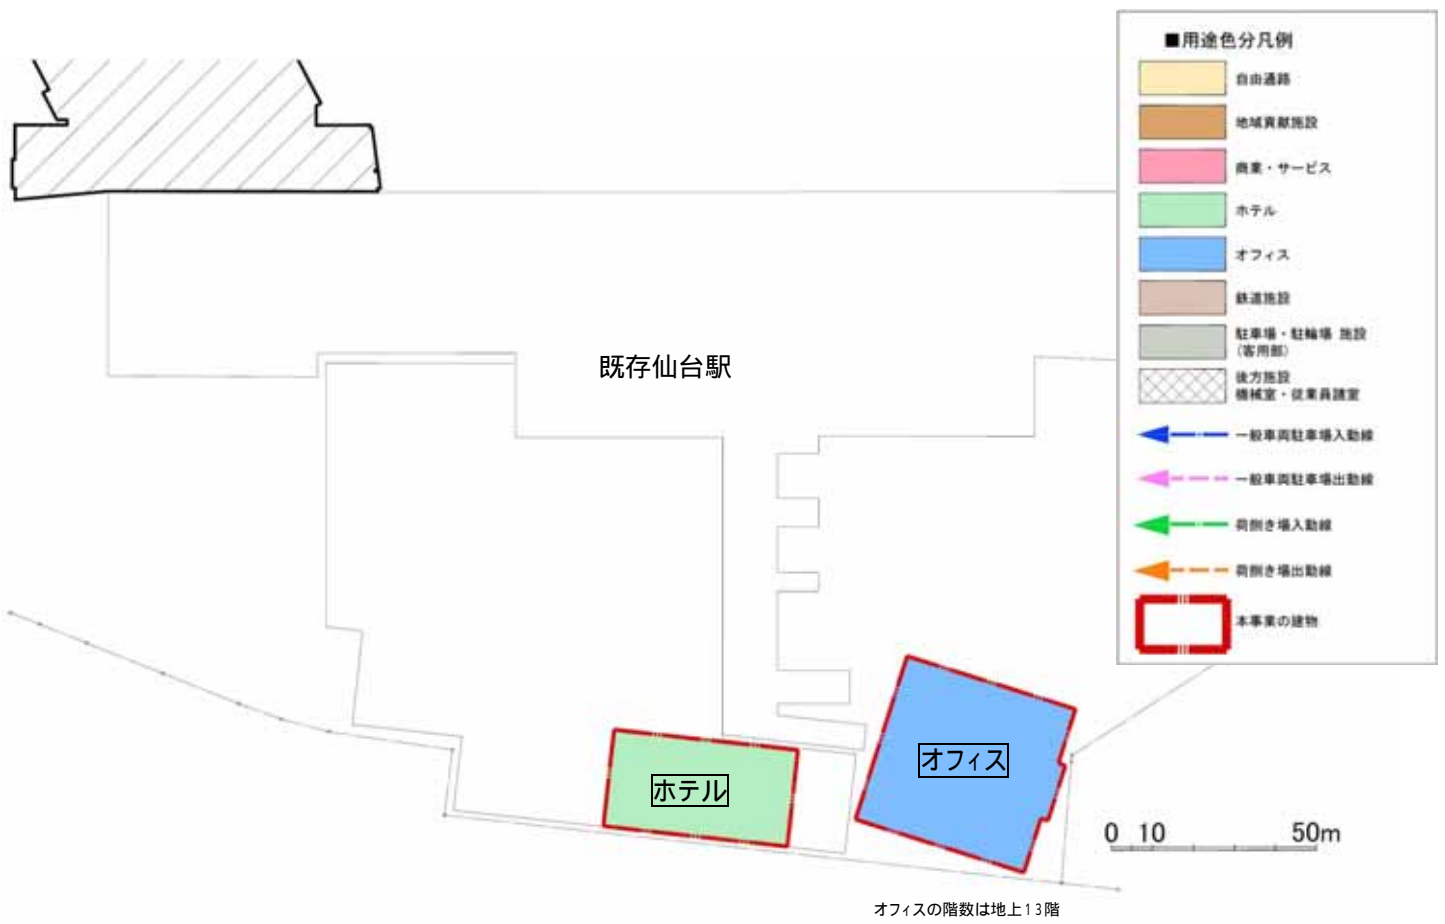 ■用途色分凡例
自由通路
地域貢献施設
商業・サービス
ホテル
オフィス
鉄道施設
駐車場・駐輪場 施設
(客用部)
後方施設
機械室・従業員諸室
一般車両駐車場入動線
一般車両駐車場出動線
荷捌き場入動線
荷捌き場出動線
本事業の建物
既存仙台駅
オフィス
ホテル
0 10 50m
オフィスの階数は地上13階